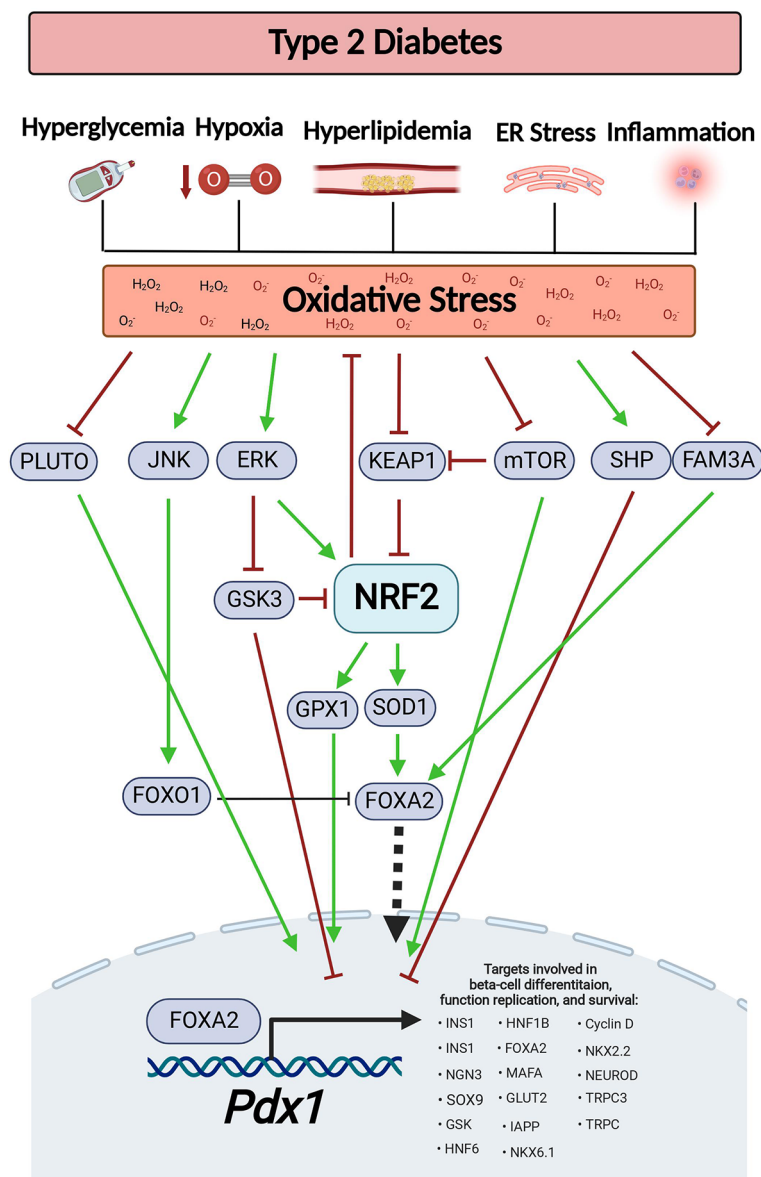 Type 2 Diabetes
Hyperglycemia Hypoxia Hyperlipidemia ER Stress Inflammation
O O
H₂O₂ H₂O₂ O₂⁻ O₂⁻ H₂O₂ O₂⁻ O₂⁻ O₂⁻ H₂O₂
H₂O₂ Oxidative Stress H₂O₂
O₂⁻ O₂⁻ H₂O₂ H₂O₂ O₂⁻ O₂⁻ O₂⁻ H₂O₂ O₂⁻
PLUTO JNK ERK KEAP1 mTOR SHP FAM3A
GSK3 NRF2
GPX1 SOD1
FOXO1 FOXA2
Targets involved in
beta-cell differentitaion,
function replication, and survival:
FOXA2
Pdx1
• INS1 • HNF1B • Cyclin D
• INS1 • FOXA2 • NKX2.2
• NGN3 • MAFA • NEUROD
• SOX9 • GLUT2 • TRPC3
• GSK • IAPP • TRPC
• HNF6 • NKX6.1